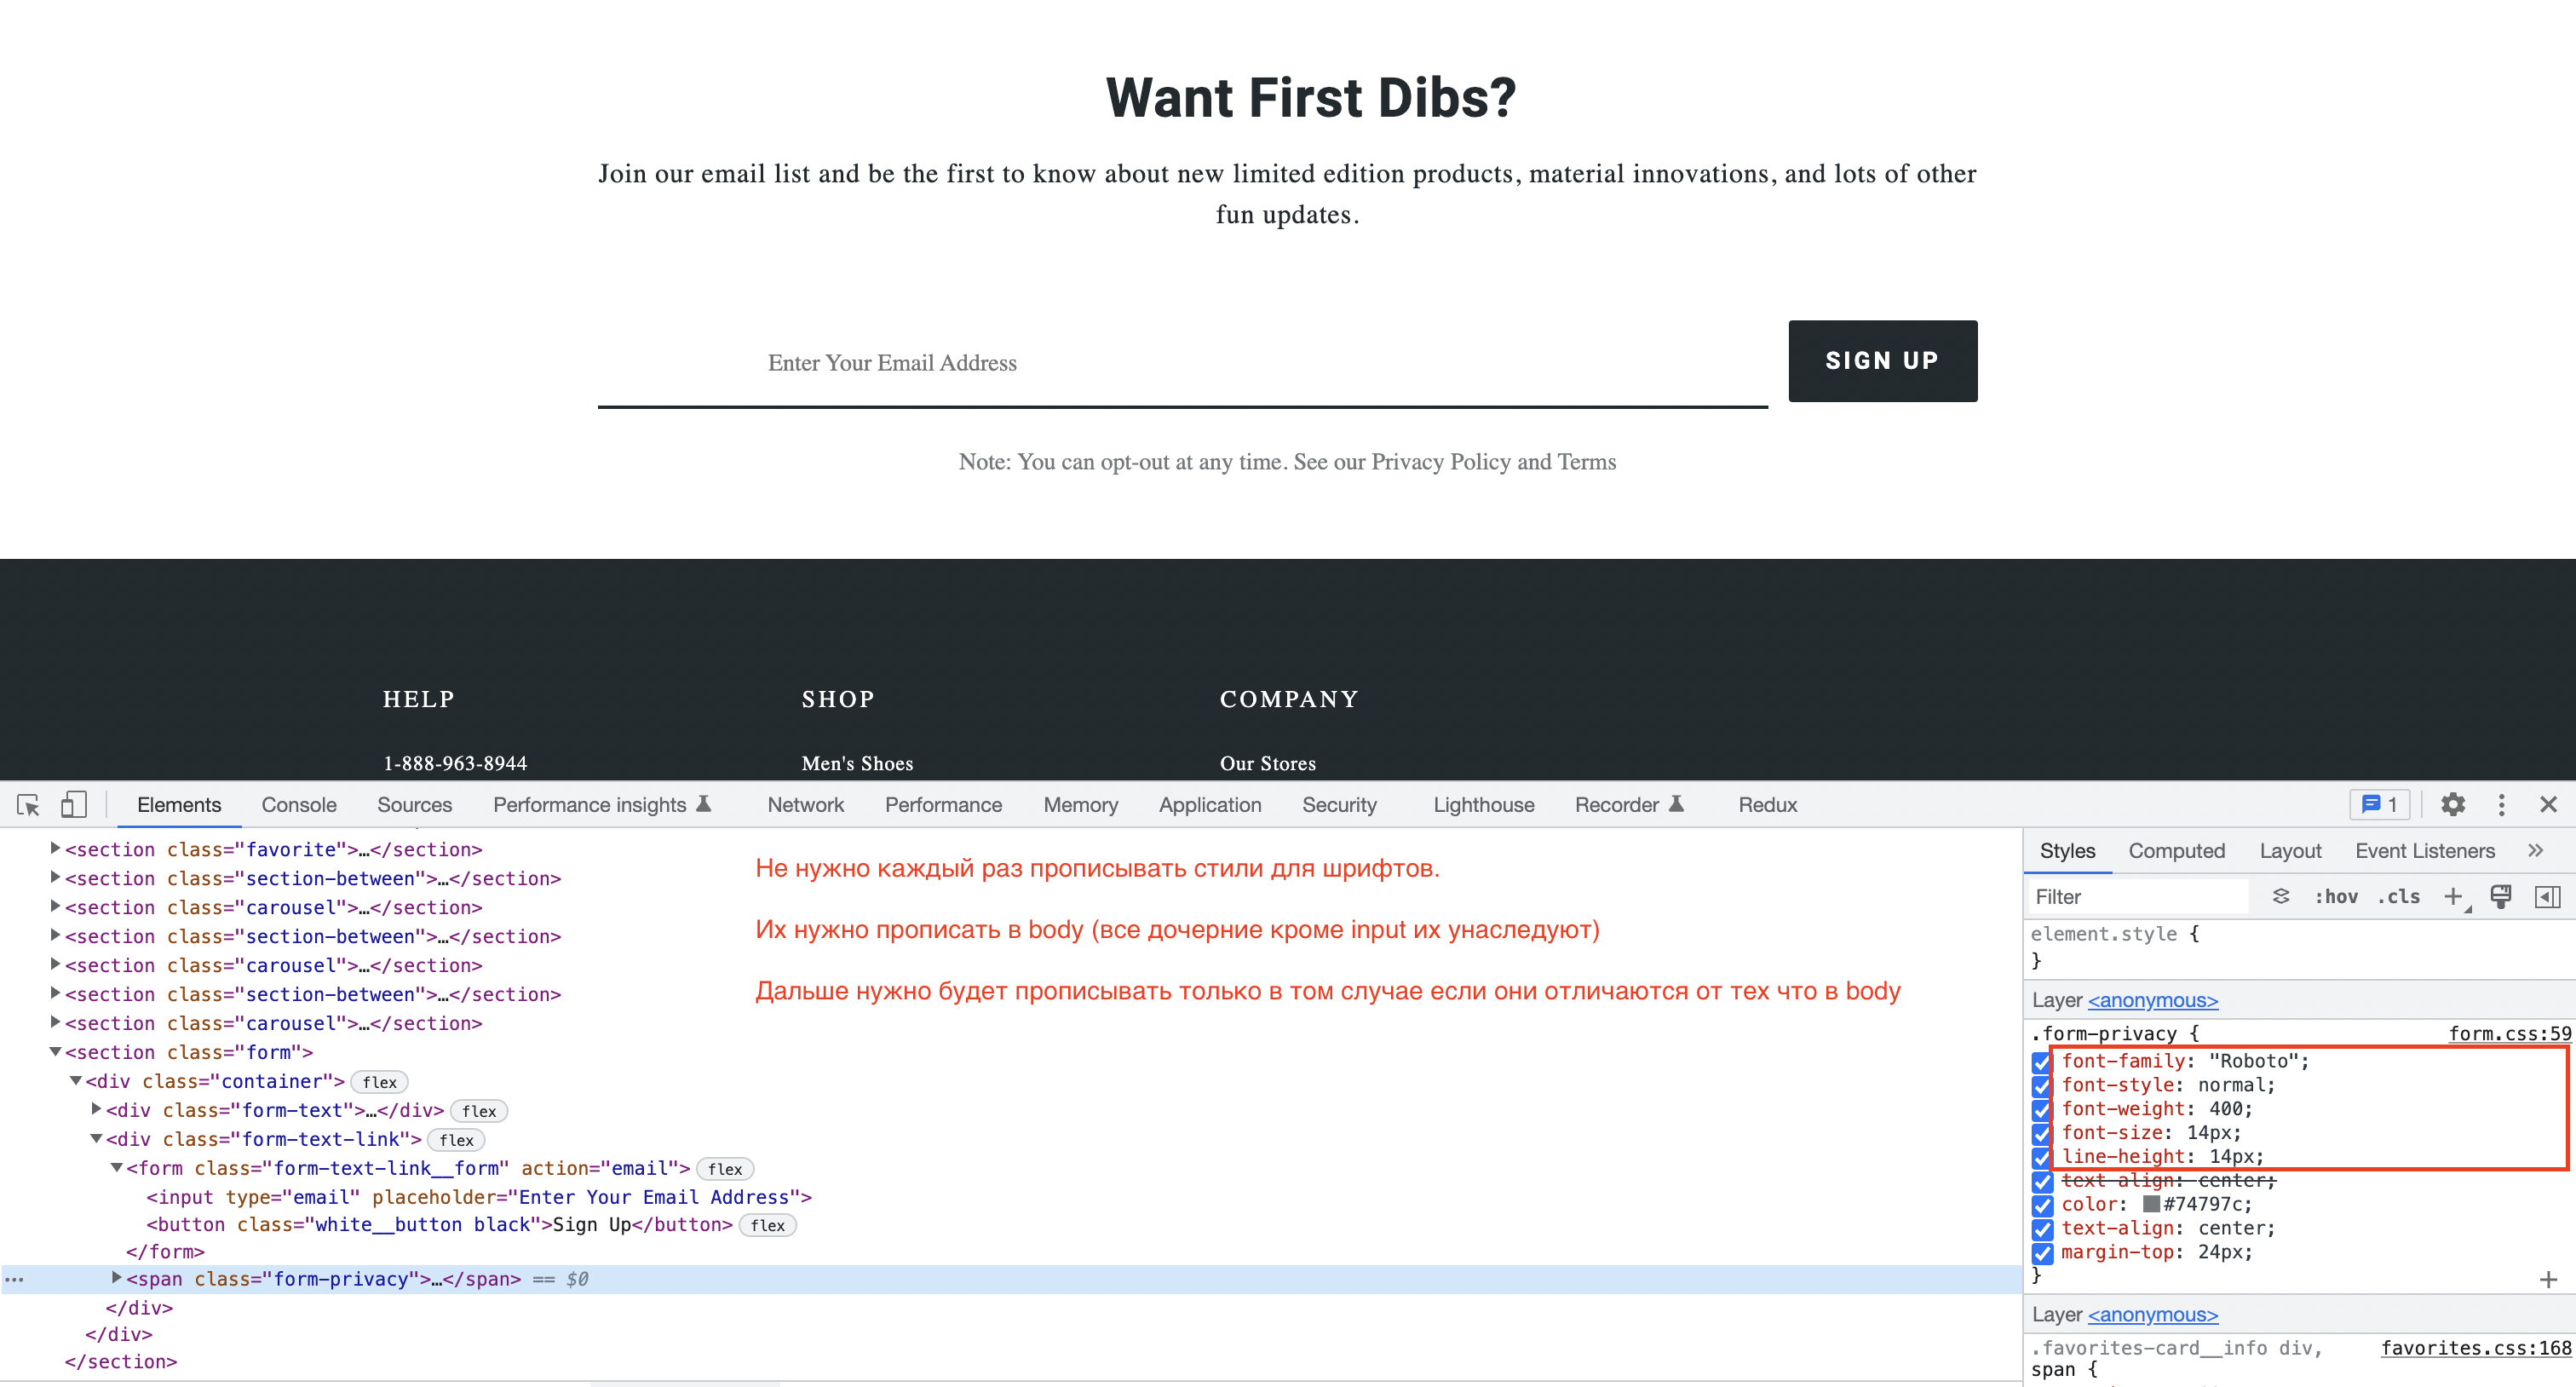 Want First Dibs?
Join our email list and be the first to know about new limited edition products, material innovations, and lots of other
fun updates.
Enter Your Email Address
SIGN UP
Note: You can opt-out at any time. See our Privacy Policy and Terms
HELP SHOP COMPANY
1-888-963-8944 Men's Shoes Our Stores
Elements Console Sources Performance insights Network Performance Memory Application Security Lighthouse Recorder Redux 1
<section class="favorite">…</section>
<section class="section-between">…</section>
<section class="carousel">…</section>
<section class="section-between">…</section>
<section class="carousel">…</section>
<section class="section-between">…</section>
<section class="carousel">…</section>
<section class="form">
<div class="container"> flex
<div class="form-text">…</div> flex
<div class="form-text-link"> flex
<form class="form-text-link__form" action="email"> flex
<input type="email" placeholder="Enter Your Email Address">
<button class="white__button black">Sign Up</button> flex
</form>
<span class="form-privacy">…</span> == $0
</div>
</div>
</section>
Не нужно каждый раз прописывать стили для шрифтов.
Их нужно прописать в body (все дочерние кроме input их унаследуют)
Дальше нужно будет прописывать только в том случае если они отличаются от тех что в body
Styles Computed Layout Event Listeners
Filter :hov .cls
element.style {
}
Layer <anonymous>
.form-privacy { form.css:59
font-family: "Roboto";
font-style: normal;
font-weight: 400;
font-size: 14px;
line-height: 14px;
text-align: center;
color: #74797c;
text-align: center;
margin-top: 24px;
}
Layer <anonymous>
.favorites-card__info div, favorites.css:168
span {